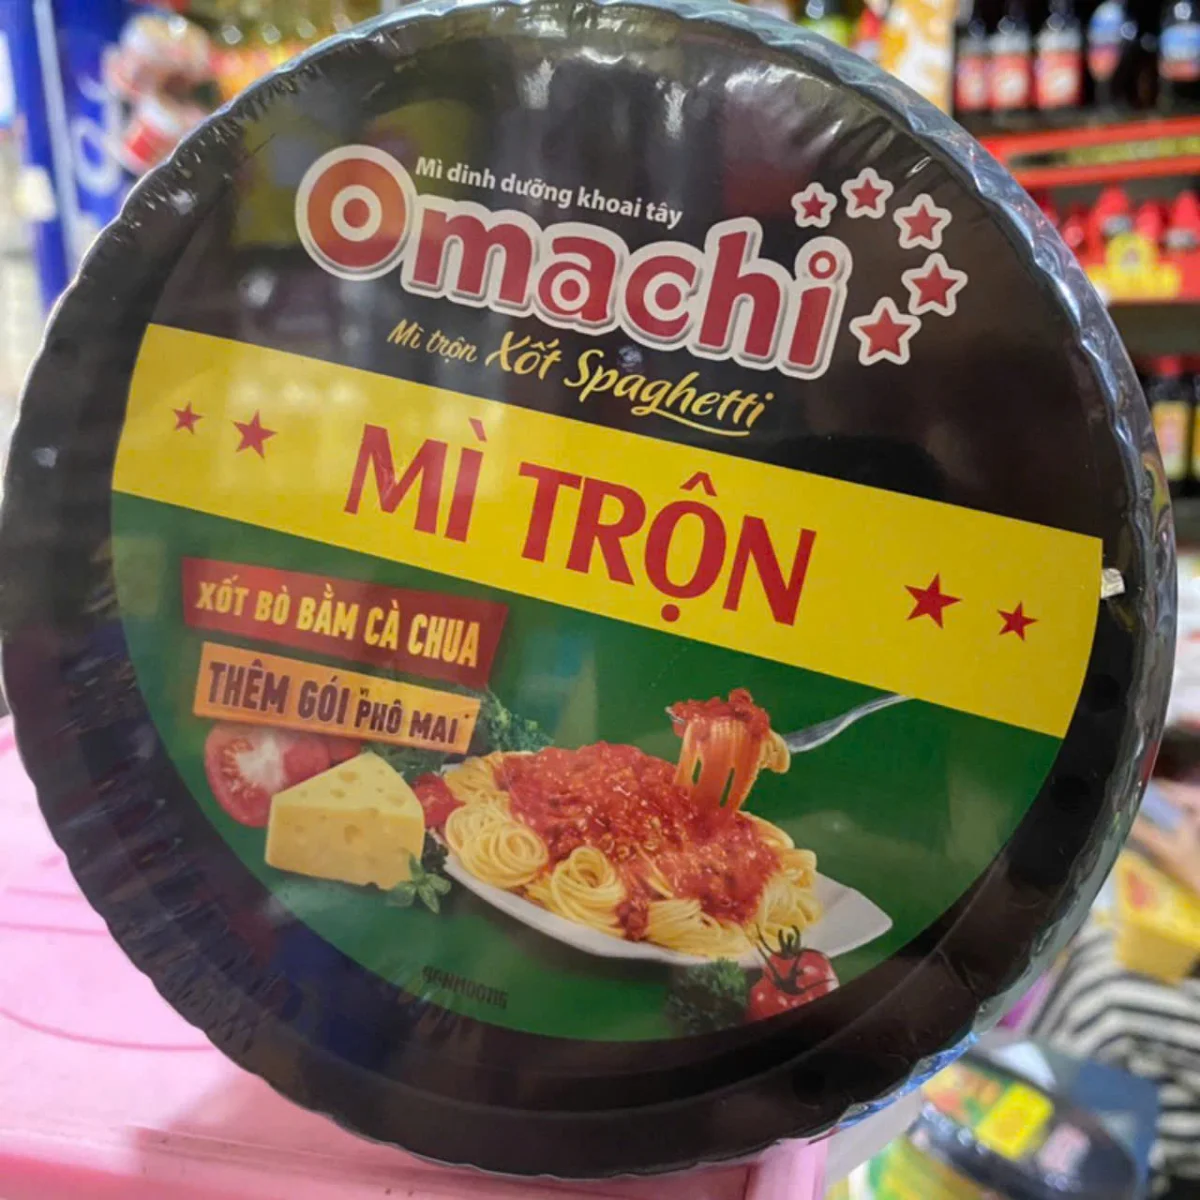 Mì dinh dưỡng khoai tây
Omachi
Mì trộn Xốt Spaghetti
MÌ TRỘN
XỐT BÒ BẰM CÀ CHUA
THÊM GÓI VỊ PHÔ MAI